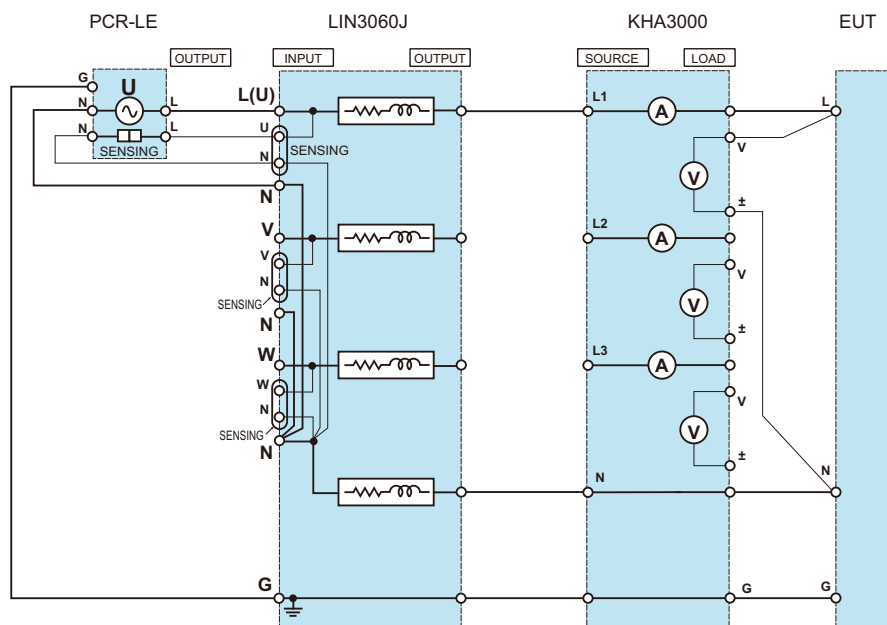 PCR-LE LIN3060J KHA3000 EUT
OUTPUT INPUT OUTPUT SOURCE LOAD
G
U
N L L(U) L1 A L
N L U V
SENSING N SENSING V
N ±
V L2 A
V V
N V
SENSING
N ±
W L3 A
W V
N V
SENSING
N ± N
N
G G G